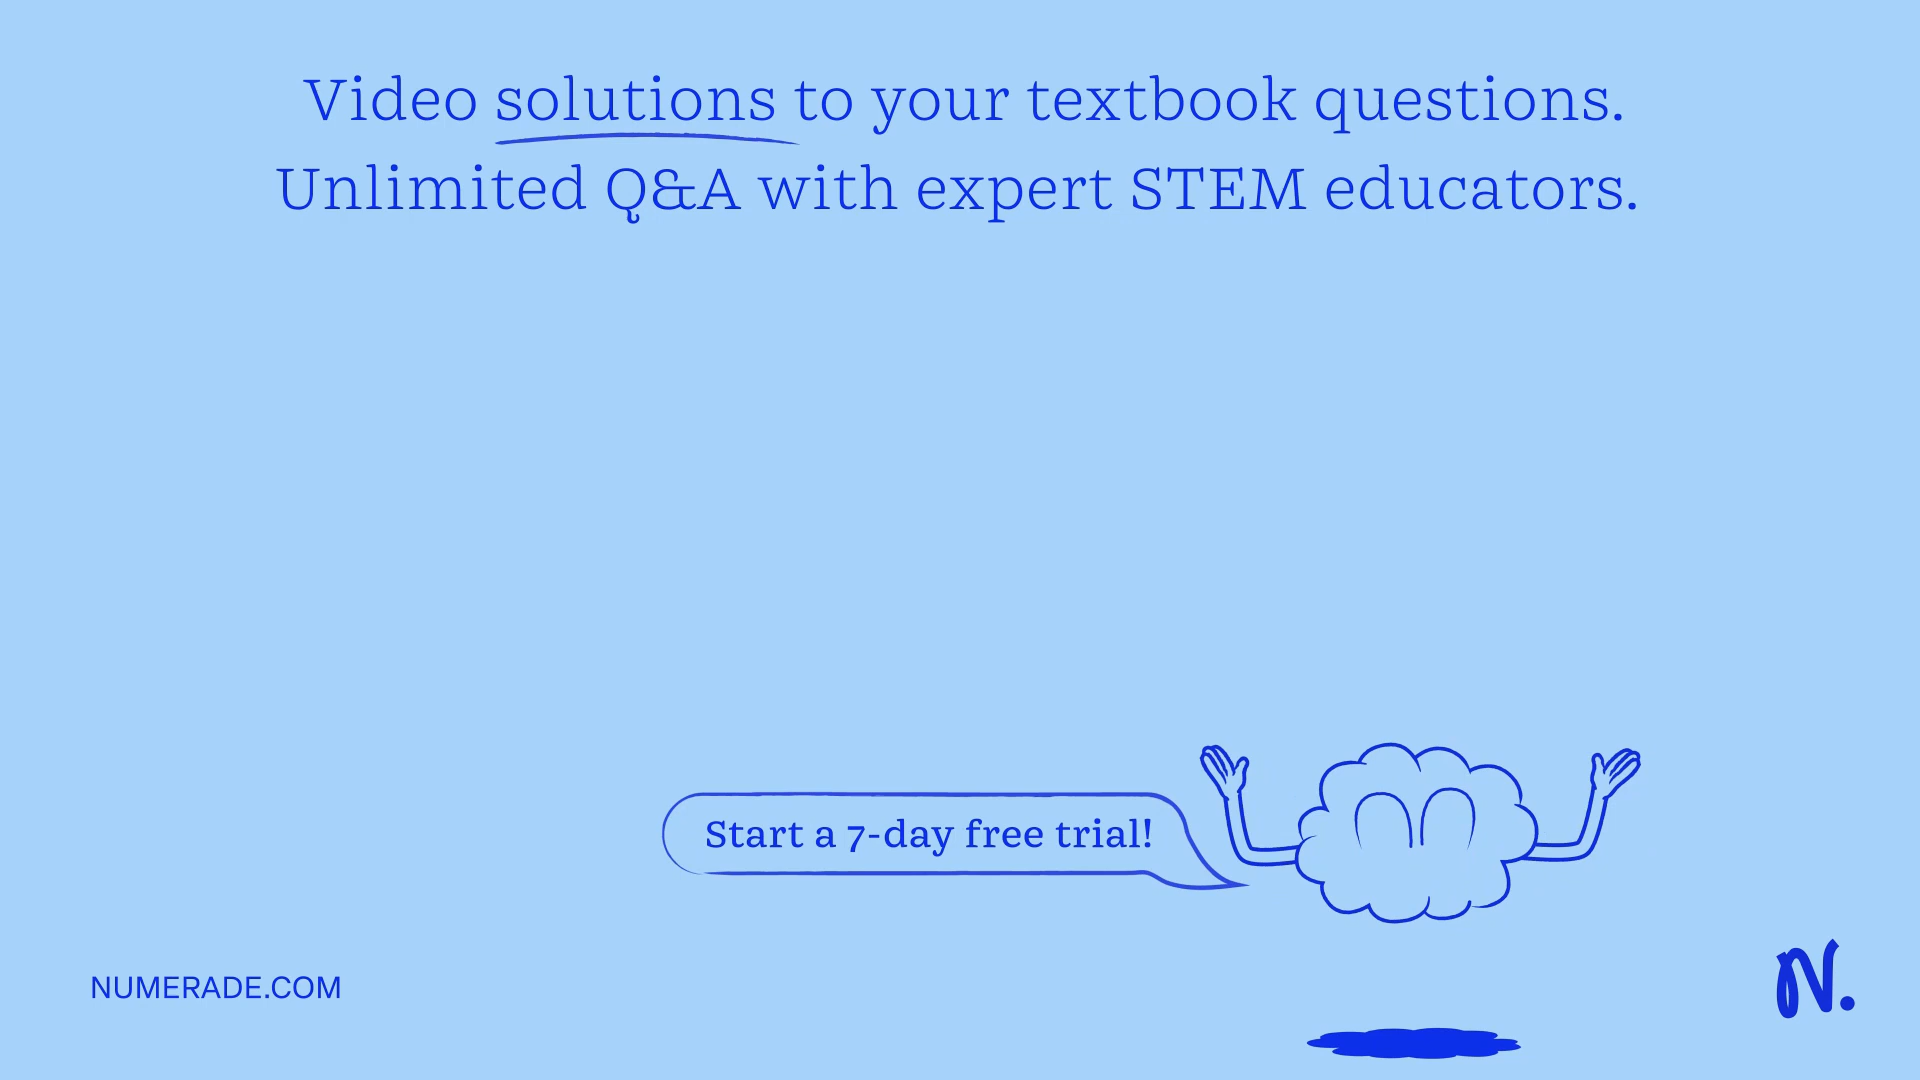 Video solutions to your textbook questions.
Unlimited Q&A with expert STEM educators.
Start a 7-day free trial!
NUMERADE.COM
N.